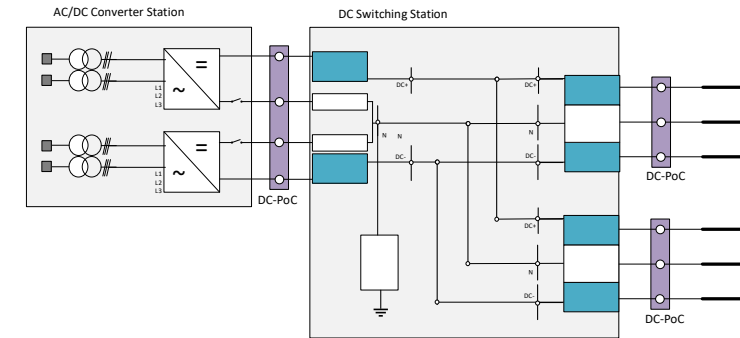 AC/DC Converter Station
DC Switching Station
=
~
L1
L2
L3
=
~
L1
L2
L3
DC-PoC
DC+
N
N
DC-
DC+
N
DC-
DC-PoC
DC+
N
DC-
DC-PoC